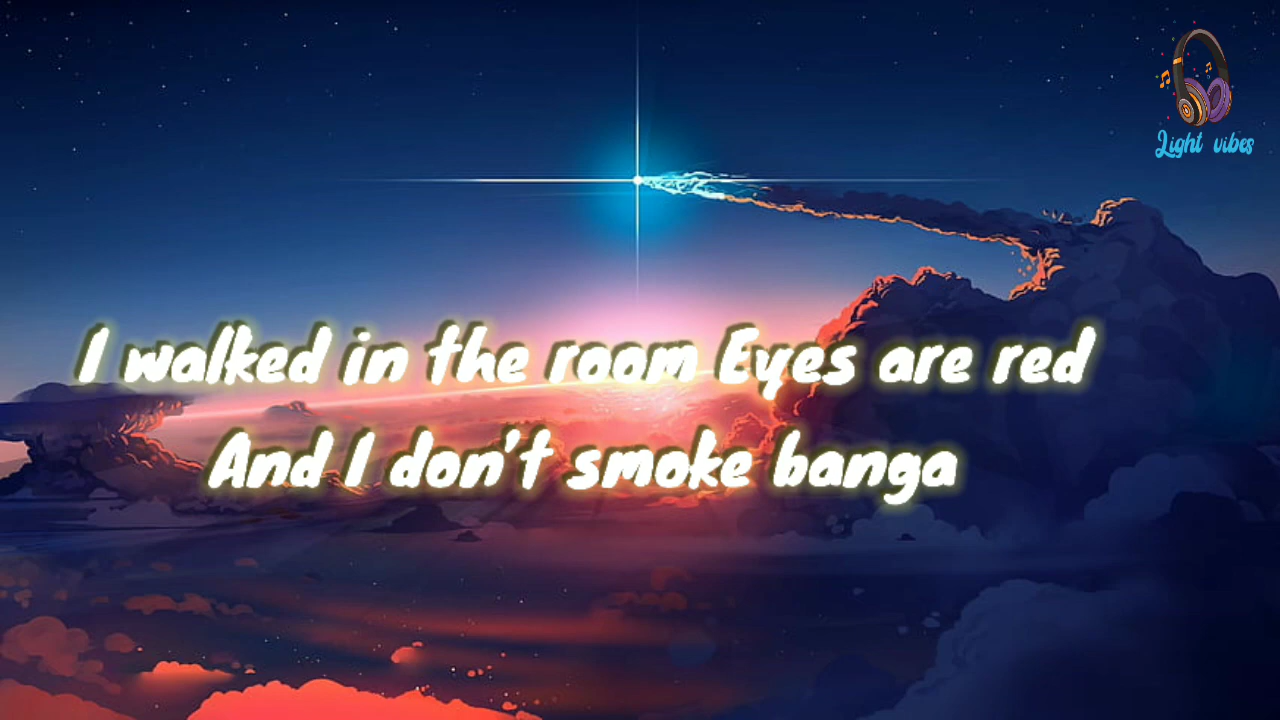 Light vibes
I walked in the room Eyes are red
And I don't smoke banga